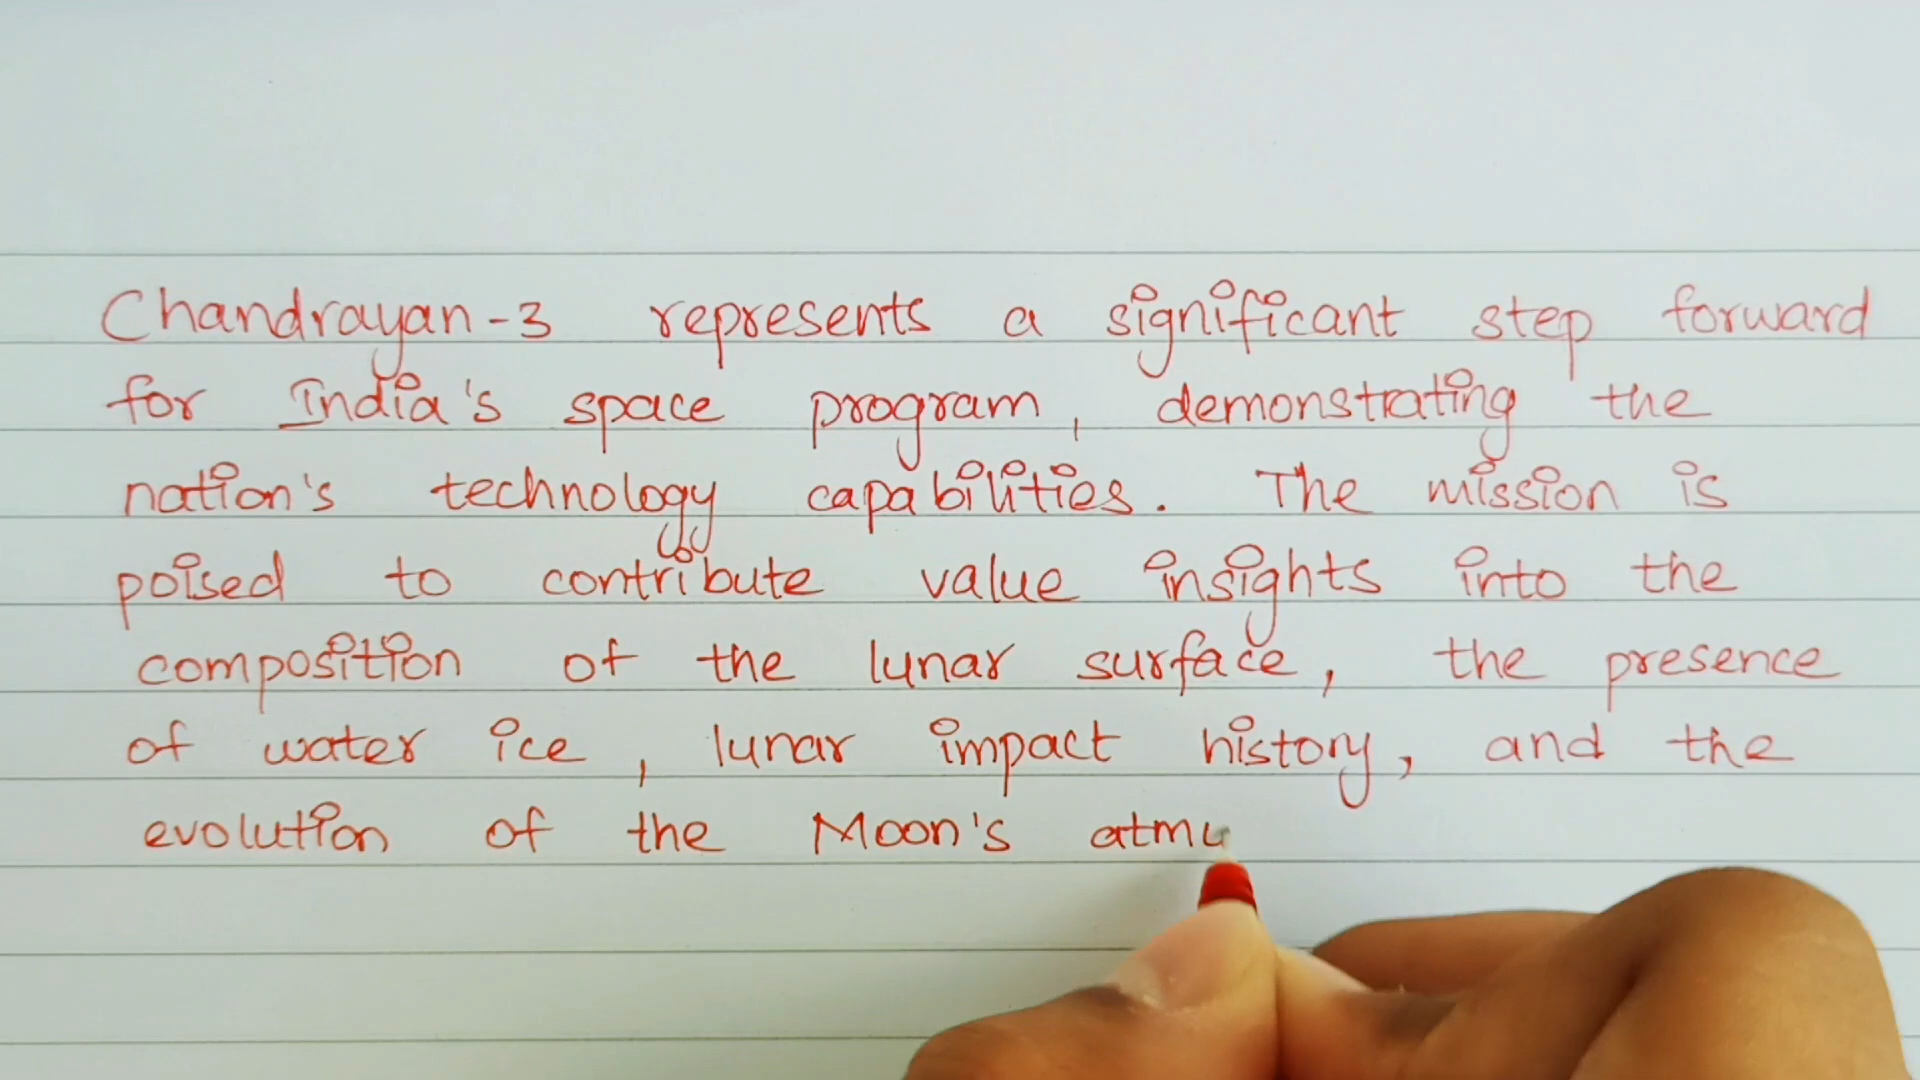 Chandrayan-3 represents a significant step forward
for India's space program, demonstrating the
nation's technology capabilities. The mission is
poised to contribute value insights into the
composition of the lunar surface, the presence
of water ice, lunar impact history, and the
evolution of the Moon's